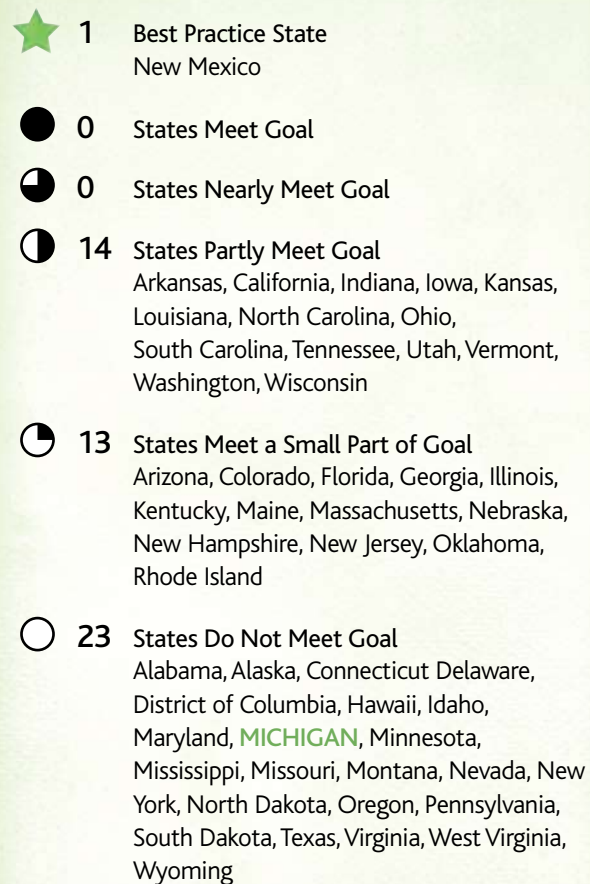 1 Best Practice State
New Mexico
0 States Meet Goal
0 States Nearly Meet Goal
14 States Partly Meet Goal
Arkansas, California, Indiana, Iowa, Kansas,
Louisiana, North Carolina, Ohio,
South Carolina, Tennessee, Utah, Vermont,
Washington, Wisconsin
13 States Meet a Small Part of Goal
Arizona, Colorado, Florida, Georgia, Illinois,
Kentucky, Maine, Massachusetts, Nebraska,
New Hampshire, New Jersey, Oklahoma,
Rhode Island
23 States Do Not Meet Goal
Alabama, Alaska, Connecticut Delaware,
District of Columbia, Hawaii, Idaho,
Maryland, MICHIGAN, Minnesota,
Mississippi, Missouri, Montana, Nevada, New
York, North Dakota, Oregon, Pennsylvania,
South Dakota, Texas, Virginia, West Virginia,
Wyoming